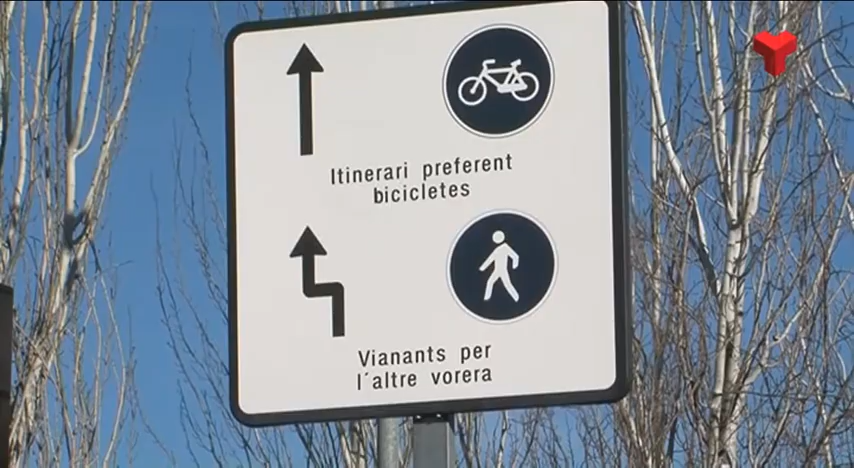 Itinerari preferent
bicicletes
Vianants per
l´altre vorera